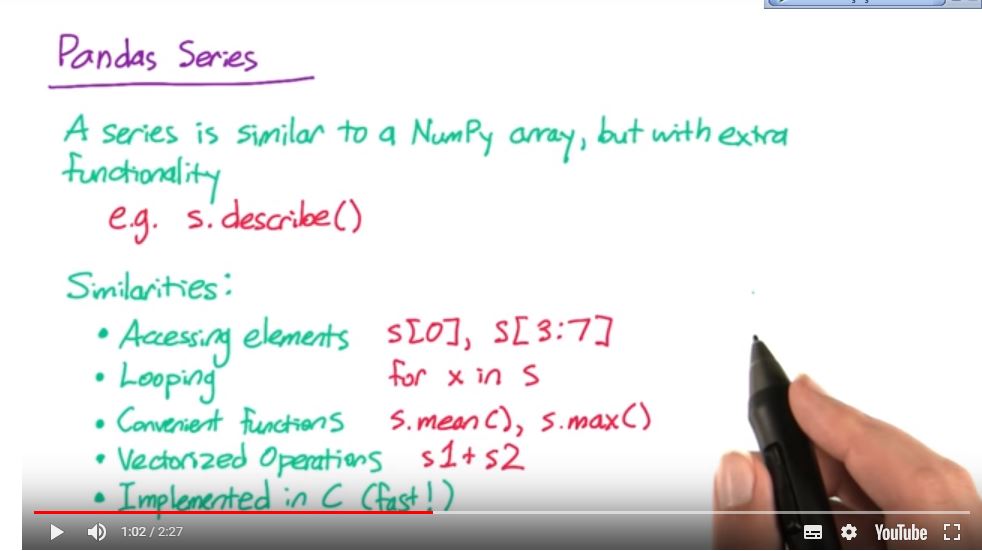 Pandas Series
A series is similar to a NumPy array, but with extra
functionality
e.g. s.describe()
Similarities:
• Accessing elements s[0], s[3:7]
• Looping for x in s
• Convenient functions s.mean(), s.max()
• Vectorized Operations s1+s2
• Implemented in C (fast!)
1:02 / 2:27 YouTube